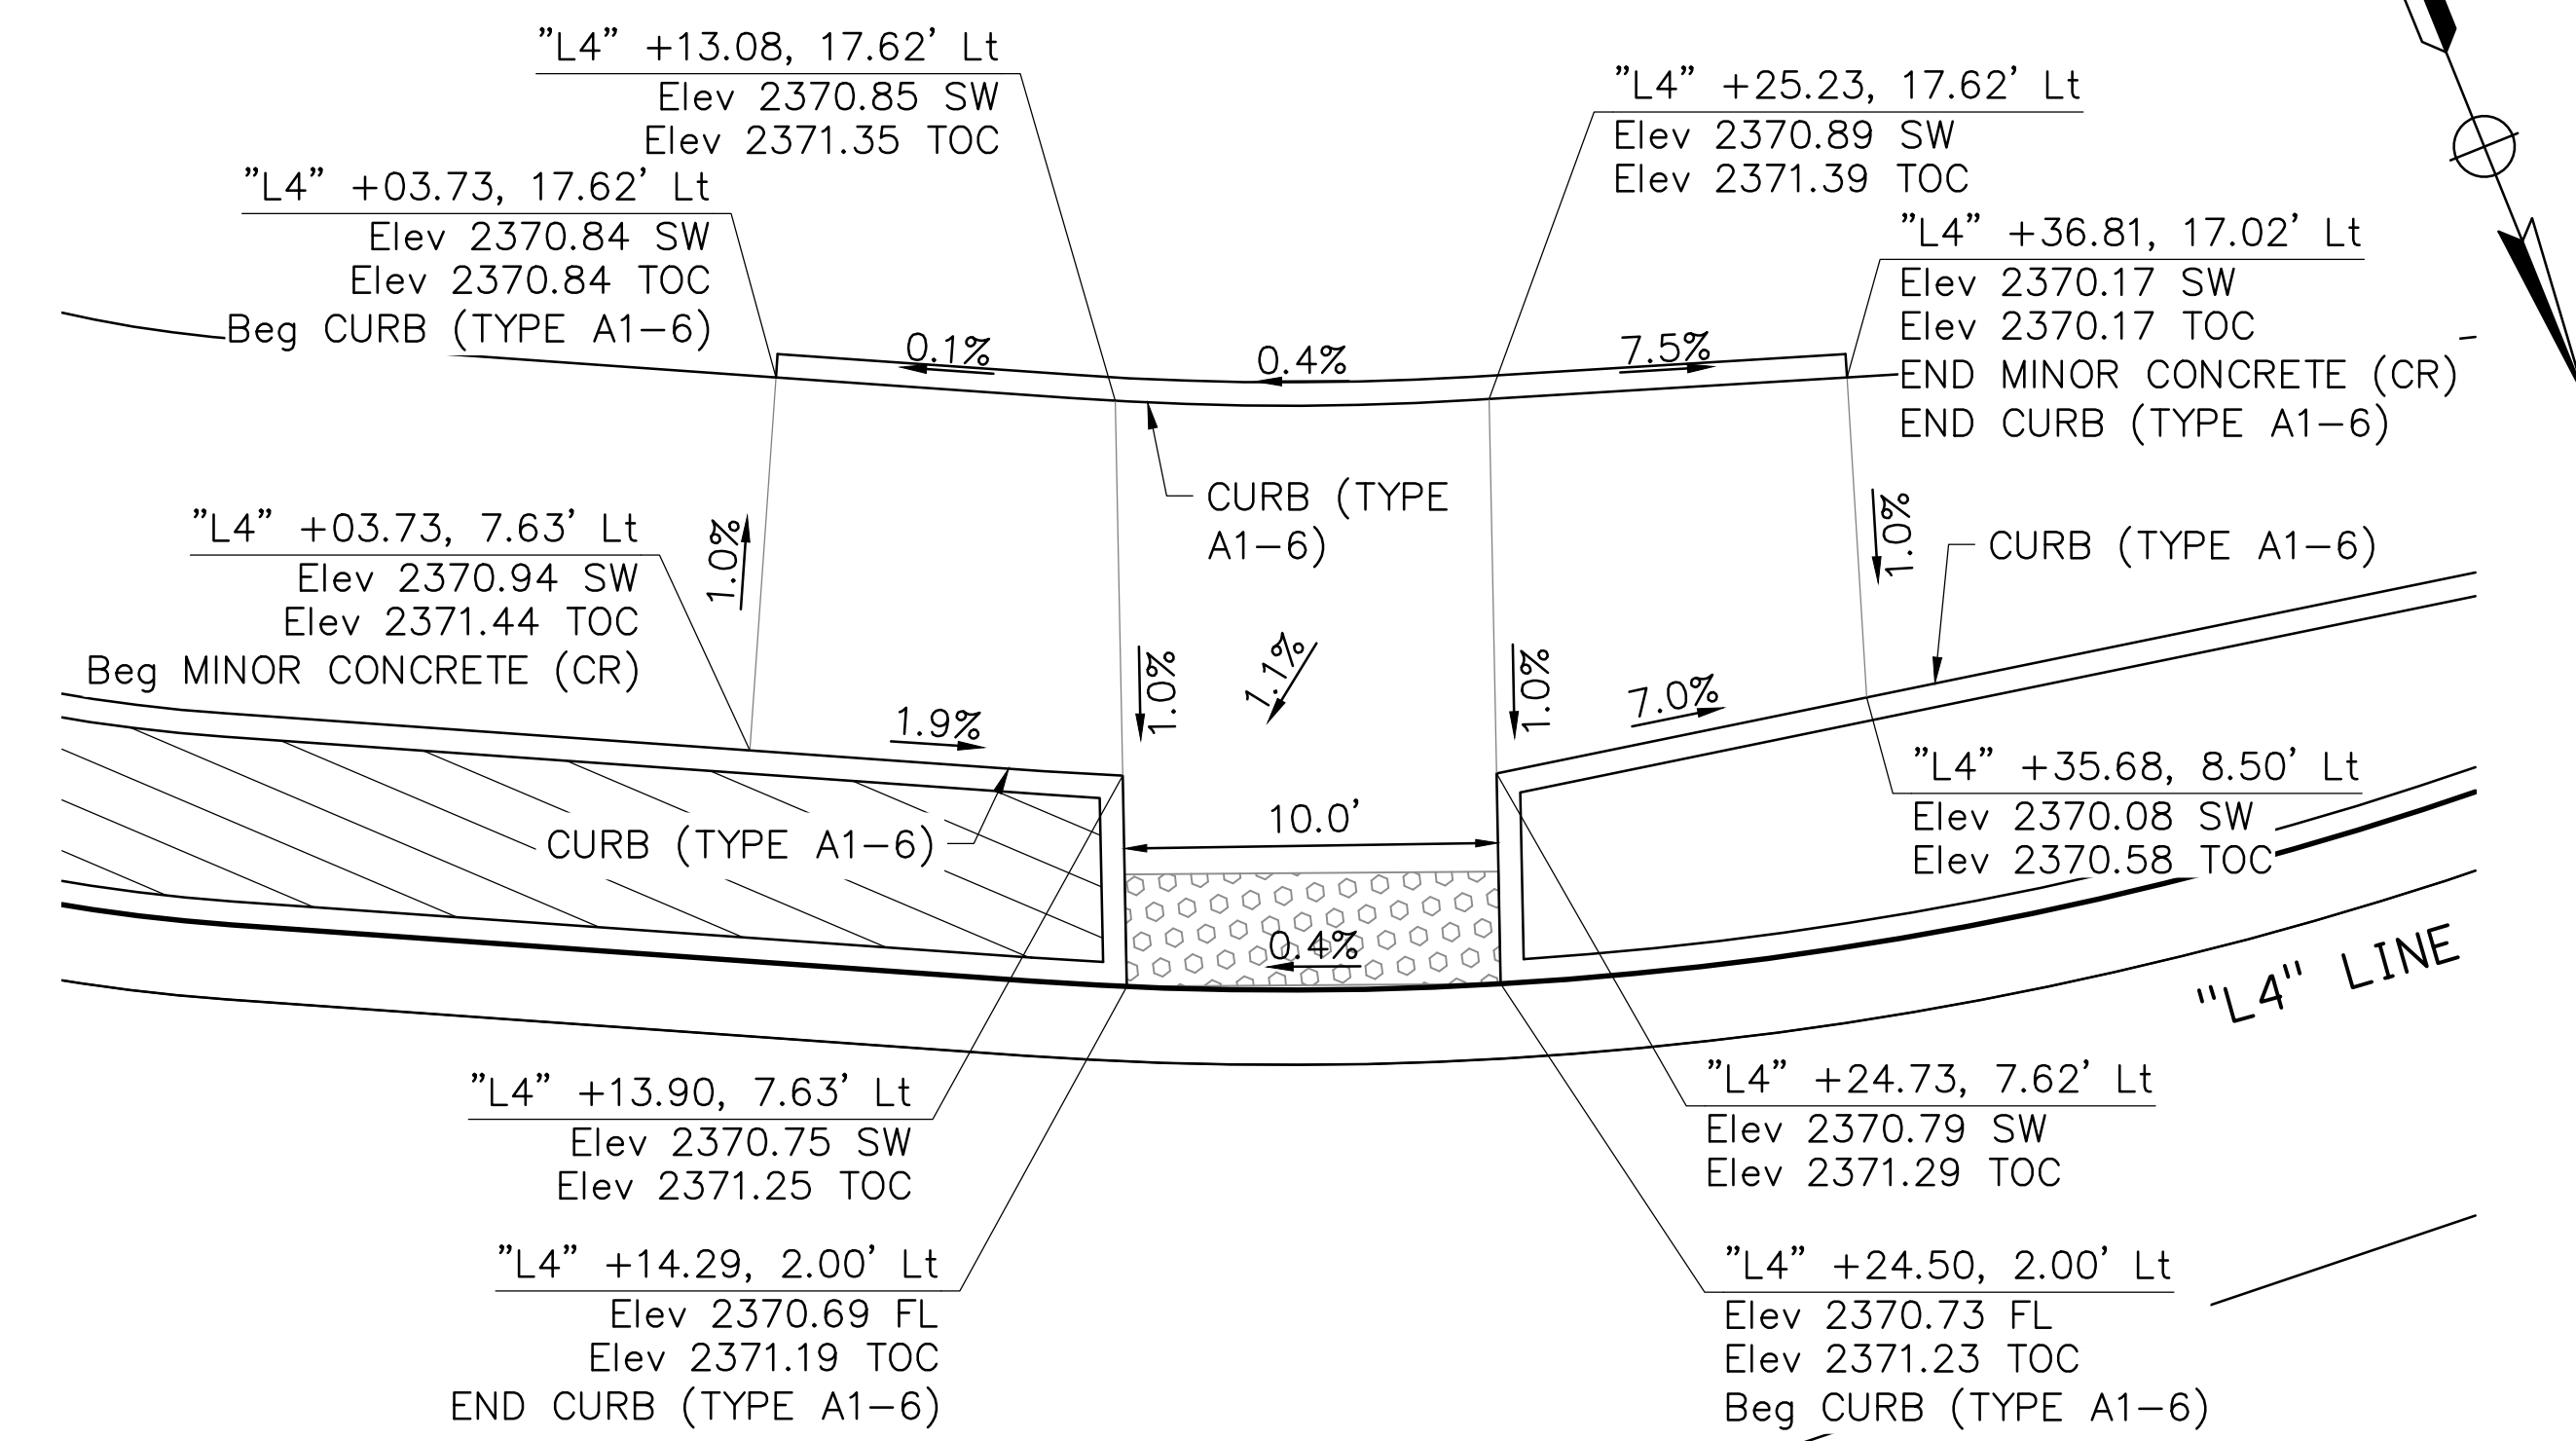 "L4" +13.08, 17.62' Lt
Elev 2370.85 SW
Elev 2371.35 TOC
"L4" +25.23, 17.62' Lt
Elev 2370.89 SW
Elev 2371.39 TOC
"L4" +03.73, 17.62' Lt
Elev 2370.84 SW
Elev 2370.84 TOC
Beg CURB (TYPE A1-6)
"L4" +36.81, 17.02' Lt
Elev 2370.17 SW
Elev 2370.17 TOC
END MINOR CONCRETE (CR)
END CURB (TYPE A1-6)
0.1%
0.4%
7.5%
CURB (TYPE
A1-6)
"L4" +03.73, 7.63' Lt
Elev 2370.94 SW
Elev 2371.44 TOC
Beg MINOR CONCRETE (CR)
1.0%
1.0%
CURB (TYPE A1-6)
1.0%
1.1%
1.0%
7.0%
1.9%
CURB (TYPE A1-6)
10.0'
"L4" +35.68, 8.50' Lt
Elev 2370.08 SW
Elev 2370.58 TOC
0.4%
"L4" LINE
"L4" +13.90, 7.63' Lt
Elev 2370.75 SW
Elev 2371.25 TOC
"L4" +24.73, 7.62' Lt
Elev 2370.79 SW
Elev 2371.29 TOC
"L4" +14.29, 2.00' Lt
Elev 2370.69 FL
Elev 2371.19 TOC
END CURB (TYPE A1-6)
"L4" +24.50, 2.00' Lt
Elev 2370.73 FL
Elev 2371.23 TOC
Beg CURB (TYPE A1-6)